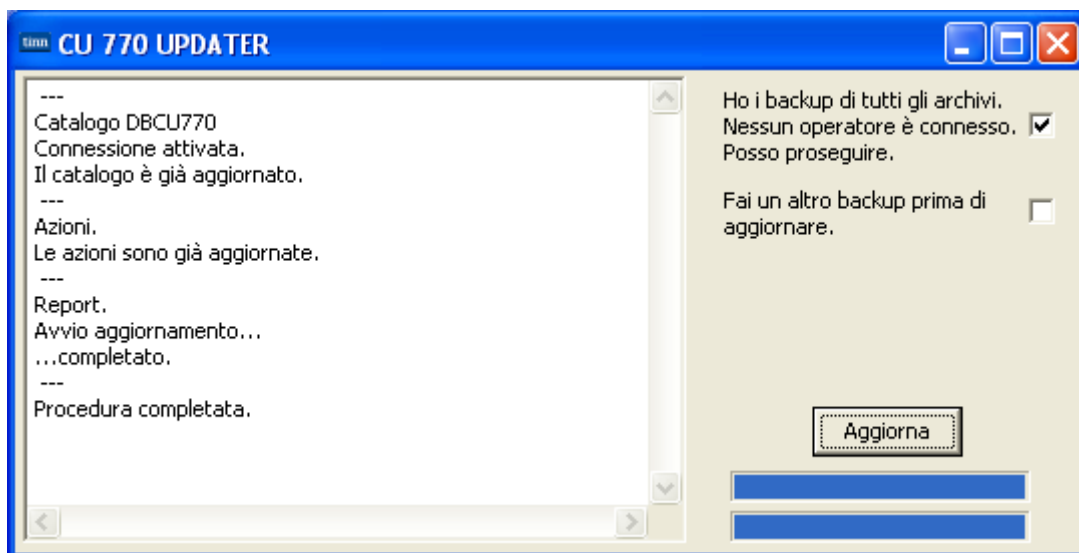 tinn CU 770 UPDATER
---
Catalogo DBCU770
Connessione attivata.
Il catalogo è già aggiornato.
---
Azioni.
Le azioni sono già aggiornate.
---
Report.
Avvio aggiornamento...
...completato.
---
Procedura completata.
Ho i backup di tutti gli archivi.
Nessun operatore è connesso.
Posso proseguire.
Fai un altro backup prima di
aggiornare.
Aggiorna